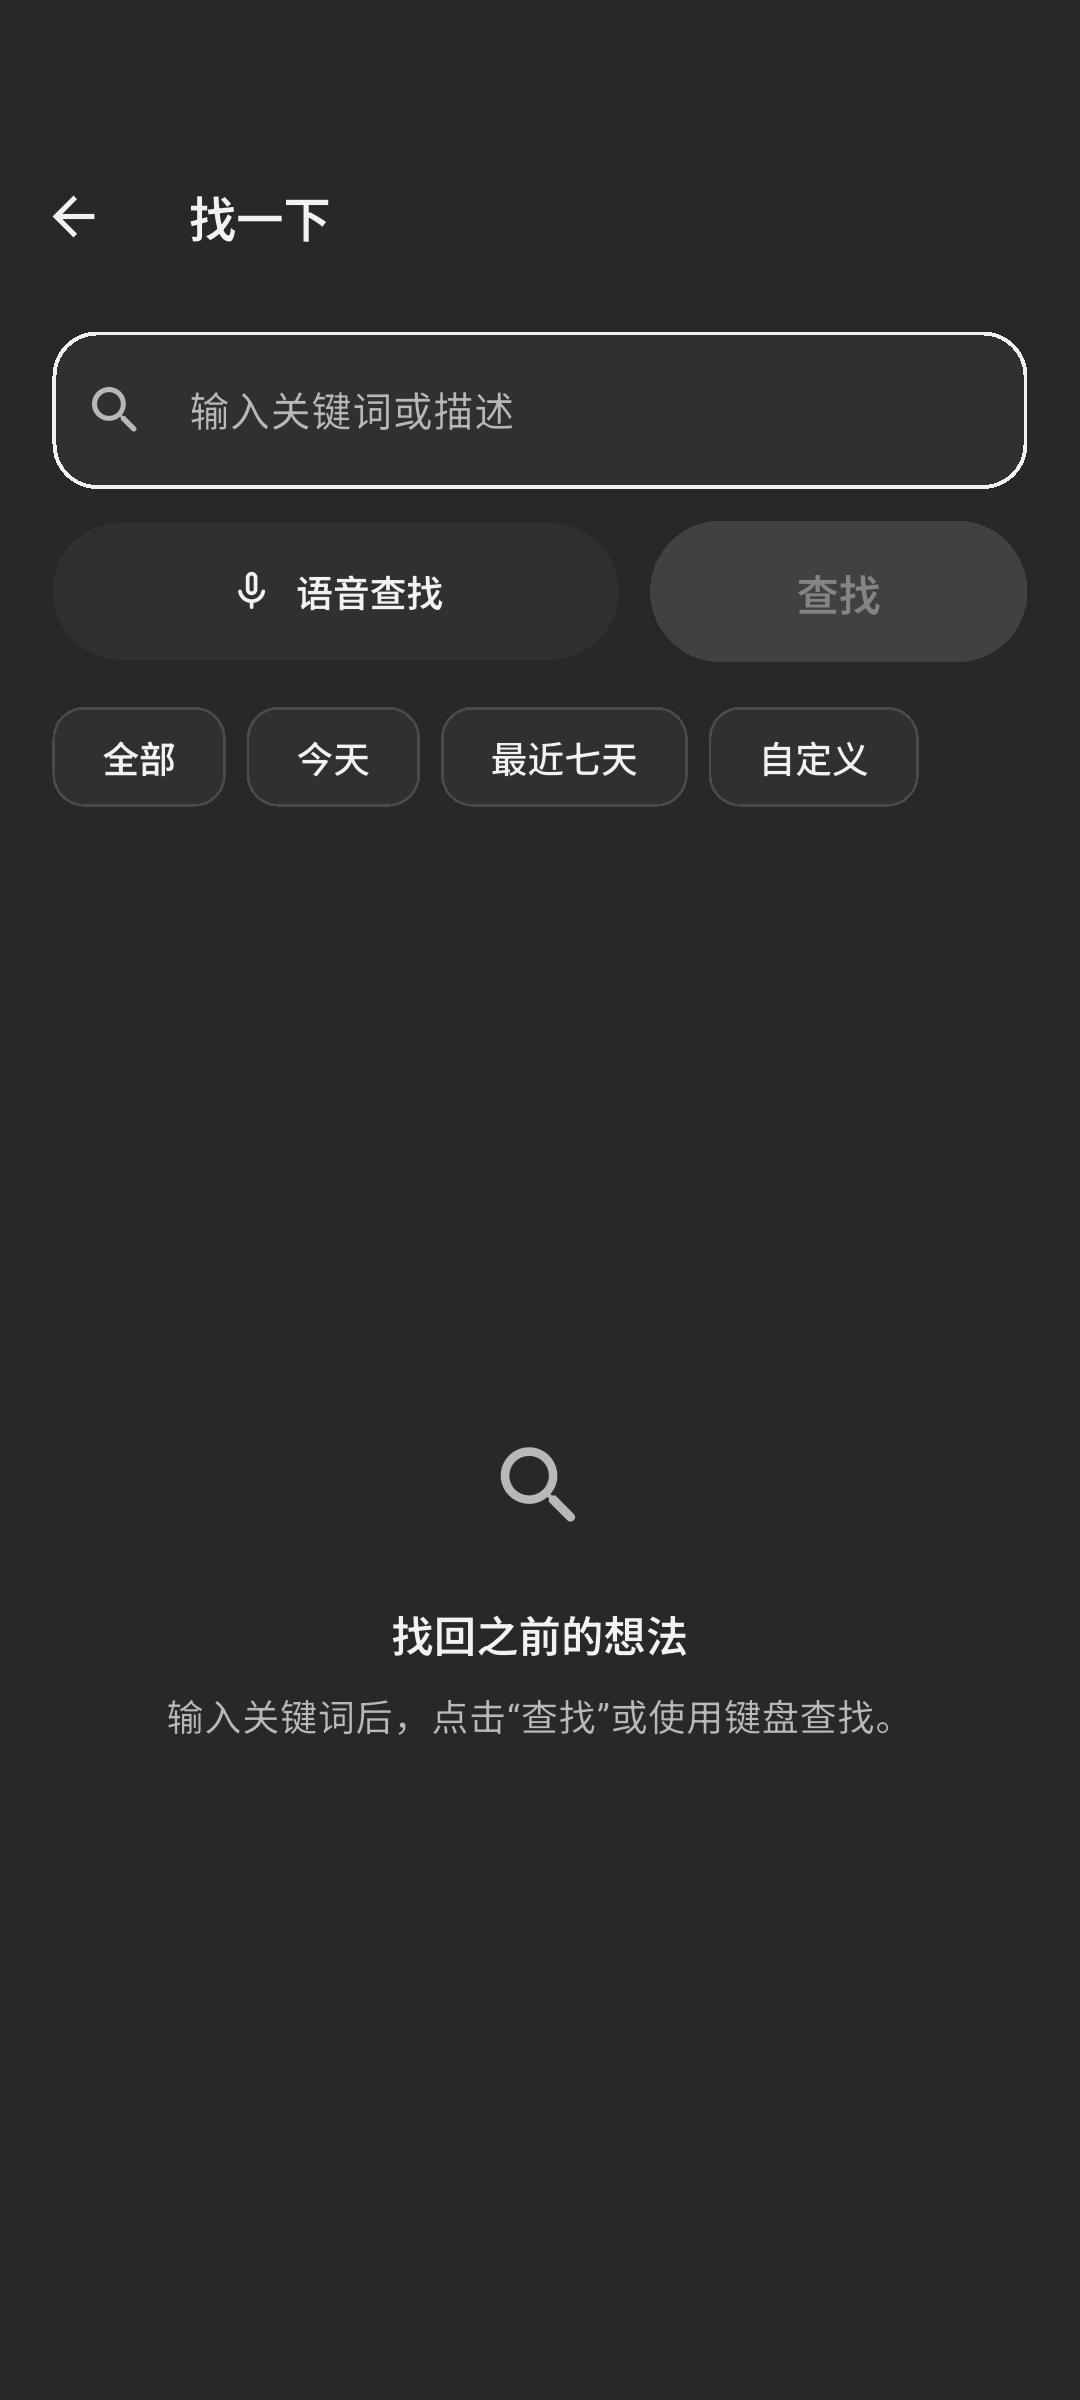 找一下
输入关键词或描述
语音查找
查找
全部
今天
最近七天
自定义
找回之前的想法
输入关键词后，点击“查找”或使用键盘查找。